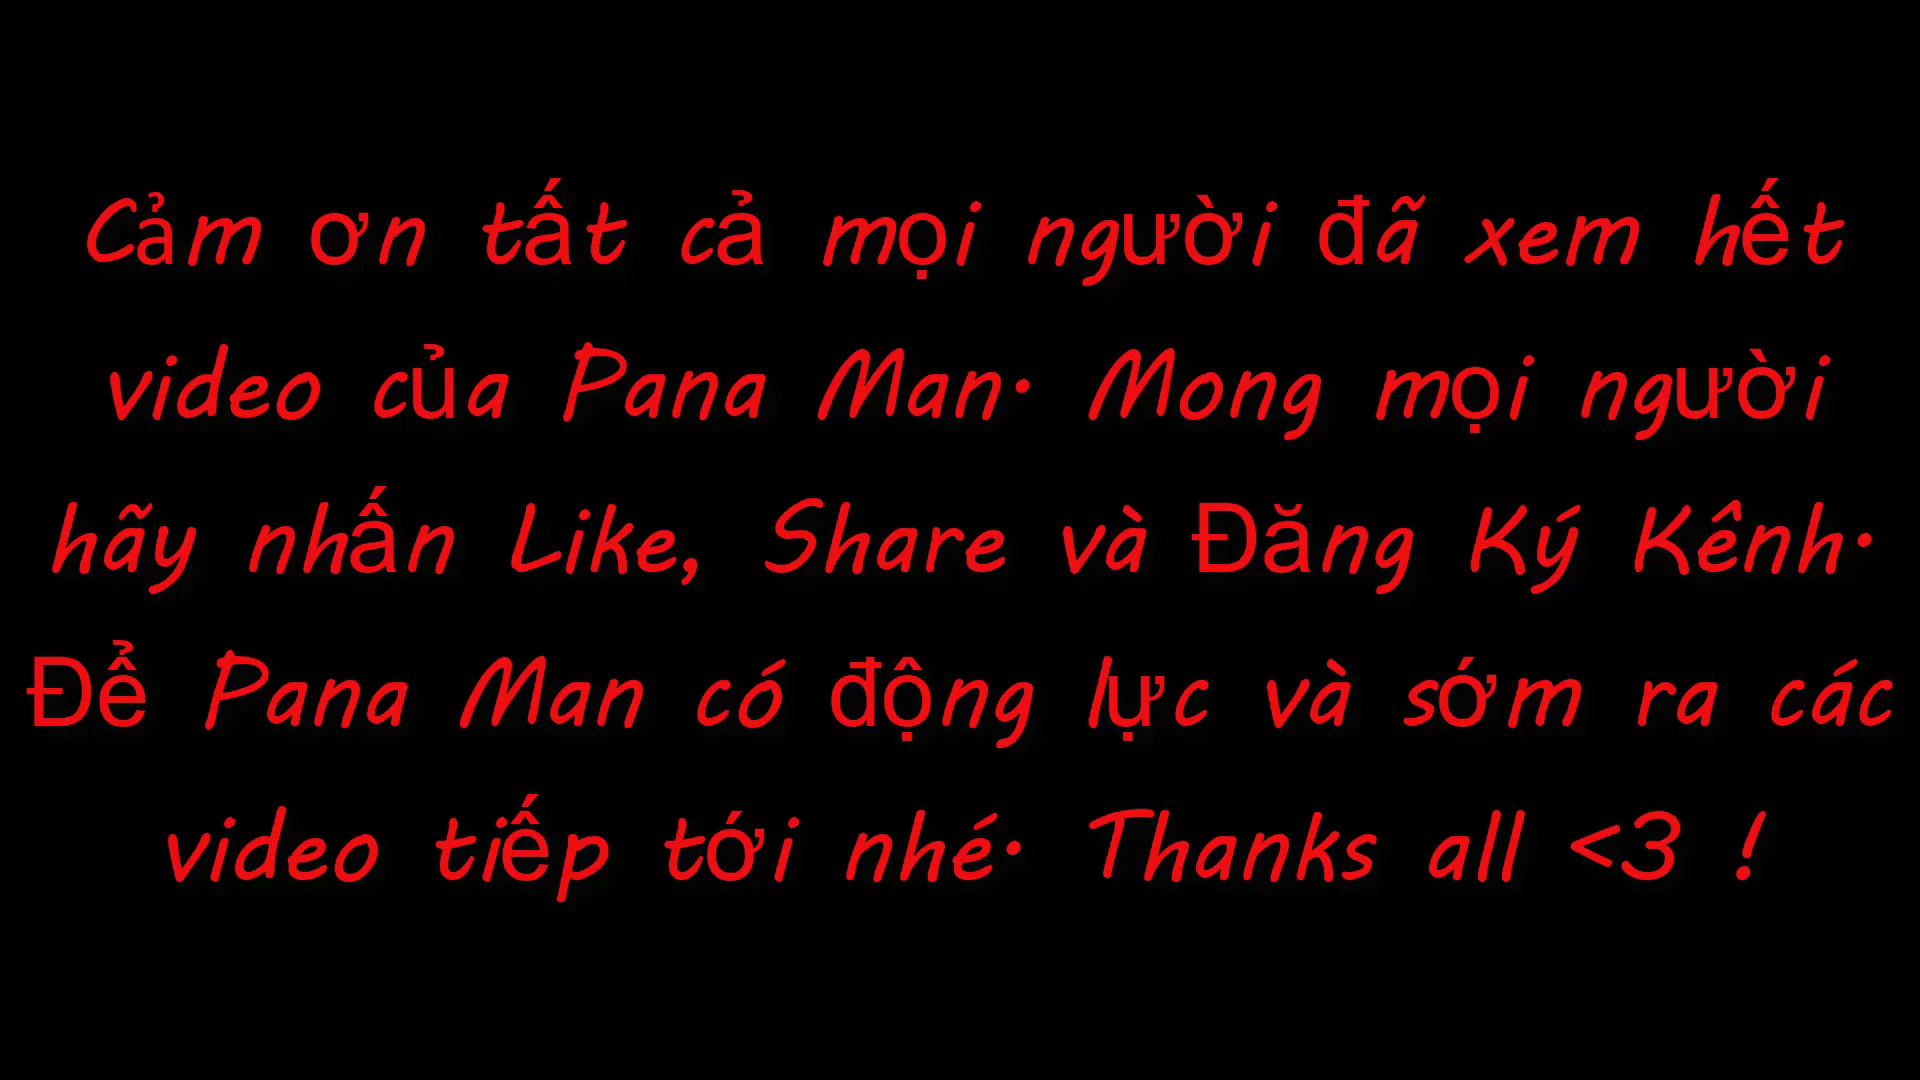 Cảm ơn tất cả mọi người đã xem hết
video của Pana Man. Mong mọi người
hãy nhấn Like, Share và Đăng Ký Kênh.
Để Pana Man có động lực và sớm ra các
video tiếp tới nhé. Thanks all <3 !